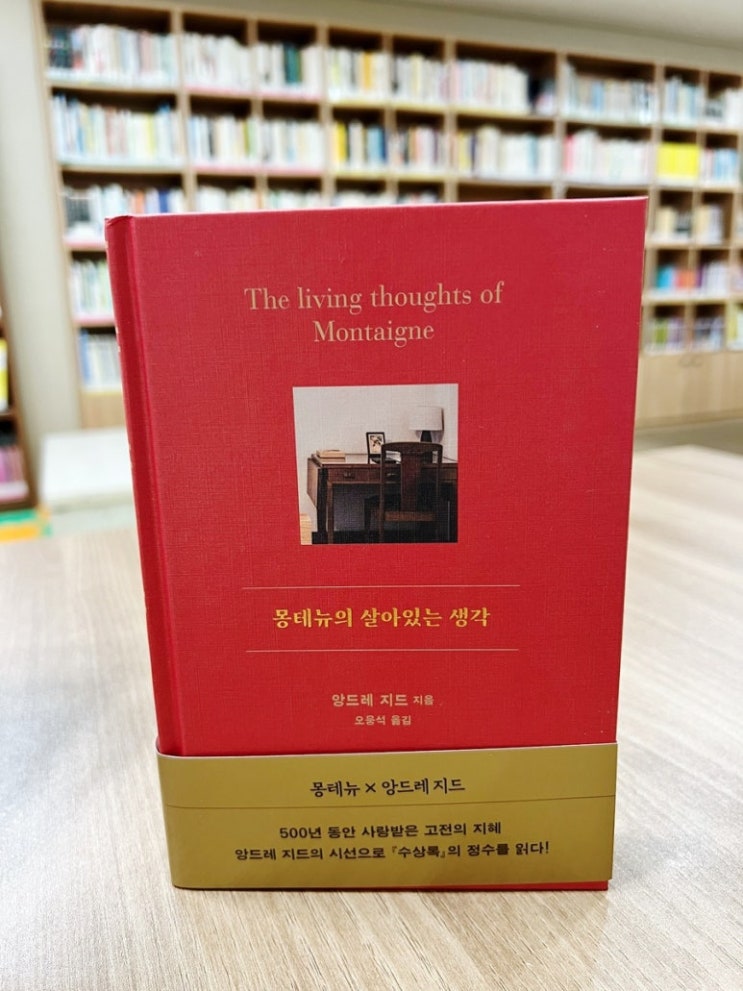 The living thoughts of
Montaigne
몽테뉴의 살아있는 생각
앙드레 지드 지음
오웅석 옮김
몽테뉴 × 앙드레 지드
500년 동안 사랑받은 고전의 지혜
앙드레 지드의 시선으로 『수상록』의 정수를 읽다!